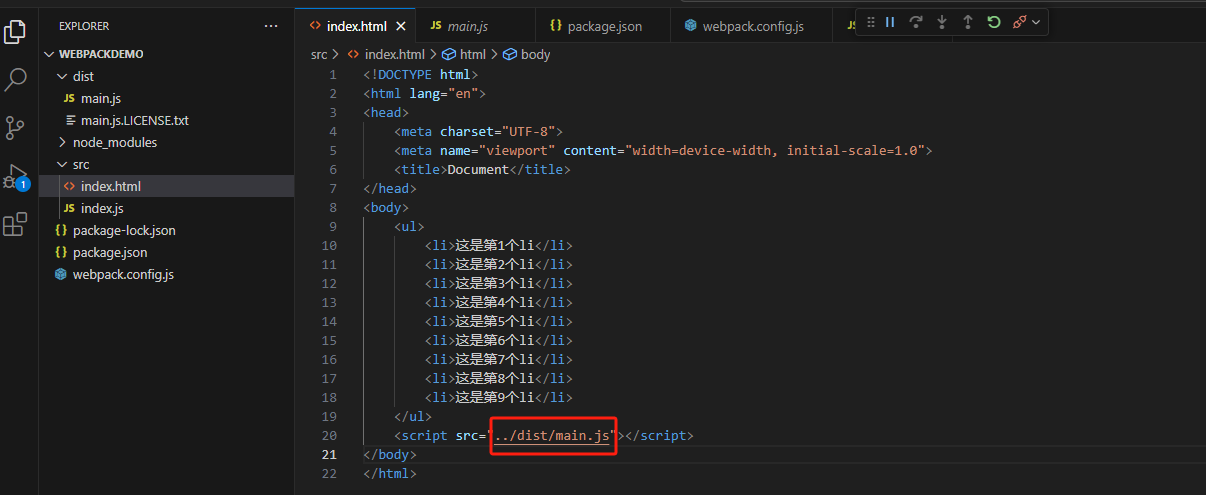 EXPLORER ···
WEBPACKDEMO
dist
JS main.js
main.js.LICENSE.txt
node_modules
src
<> index.html
JS index.js
{} package-lock.json
{} package.json
webpack.config.js
1
<> index.html ×
JS main.js
{} package.json
webpack.config.js
JS
src > <> index.html > html > body
1 <!DOCTYPE html>
2 <html lang="en">
3 <head>
4 <meta charset="UTF-8">
5 <meta name="viewport" content="width=device-width, initial-scale=1.0">
6 <title>Document</title>
7 </head>
8 <body>
9 <ul>
10 <li>这是第1个li</li>
11 <li>这是第2个li</li>
12 <li>这是第3个li</li>
13 <li>这是第4个li</li>
14 <li>这是第5个li</li>
15 <li>这是第6个li</li>
16 <li>这是第7个li</li>
17 <li>这是第8个li</li>
18 <li>这是第9个li</li>
19 </ul>
20 <script src="../dist/main.js"></script>
21 </body>
22 </html>